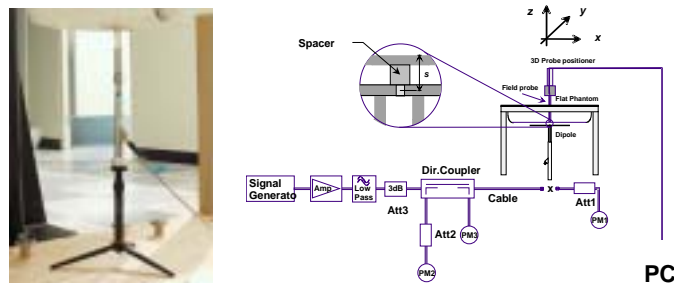 z
y
x
Spacer
s
3D Probe positioner
Field probe
Flat Phantom
Dipole
Signal
Generato
Amp
Low
Pass
3dB
Att3
Dir.Coupler
Cable
x
Att1
PM1
Att2
PM3
PM2
PC